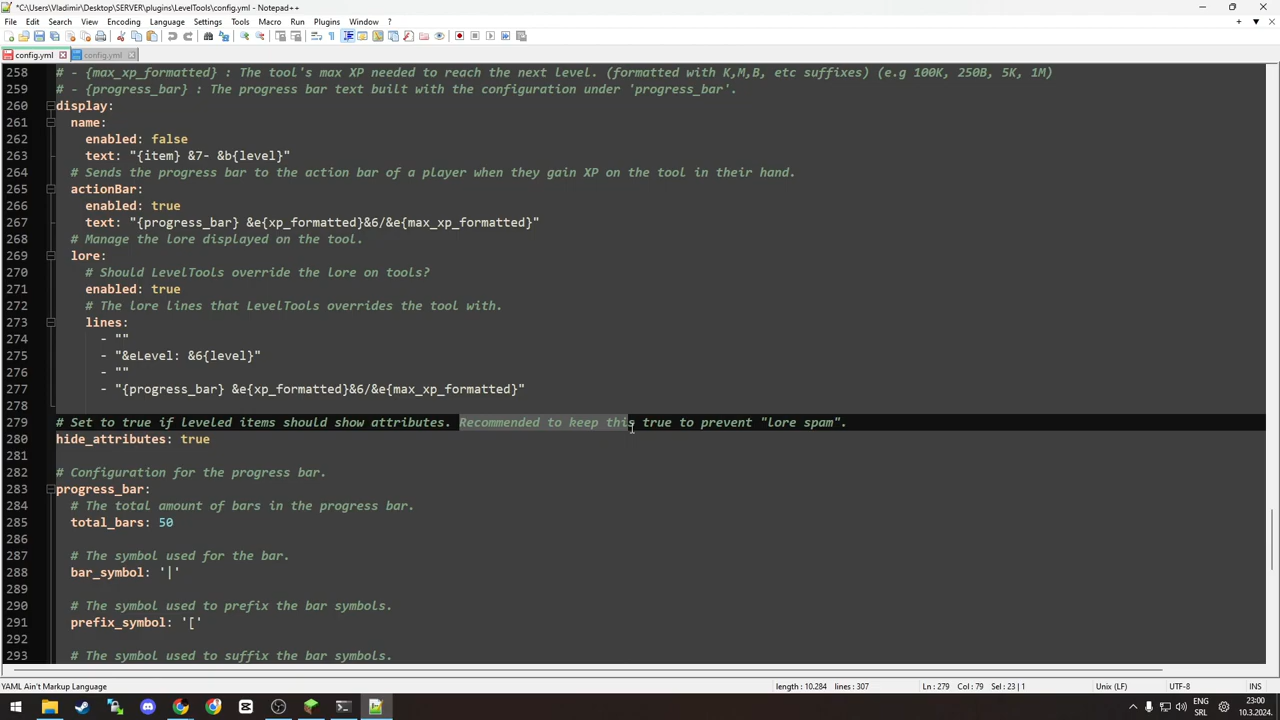 *C:\Users\Vladimir\Desktop\SERVER\plugins\LevelTools\config.yml - Notepad++
File Edit Search View Encoding Language Settings Tools Macro Run Plugins Window ?
config.yml config.yml
258 # - {max_xp_formatted} : The tool's max XP needed to reach the next level. (formatted with K,M,B, etc suffixes) (e.g 100K, 250B, 5K, 1M)
259 # - {progress_bar} : The progress bar text built with the configuration under 'progress_bar'.
260 display:
261 name:
262 enabled: false
263 text: "{item} &7- &b{level}"
264 # Sends the progress bar to the action bar of a player when they gain XP on the tool in their hand.
265 actionBar:
266 enabled: true
267 text: "{progress_bar} &e{xp_formatted}&6/&e{max_xp_formatted}"
268 # Manage the lore displayed on the tool.
269 lore:
270 # Should LevelTools override the lore on tools?
271 enabled: true
272 # The lore lines that LevelTools overrides the tool with.
273 lines:
274 - ""
275 - "&eLevel: &6{level}"
276 - ""
277 - "{progress_bar} &e{xp_formatted}&6/&e{max_xp_formatted}"
278
279 # Set to true if leveled items should show attributes. Recommended to keep this true to prevent "lore spam".
280 hide_attributes: true
281
282 # Configuration for the progress bar.
283 progress_bar:
284 # The total amount of bars in the progress bar.
285 total_bars: 50
286
287 # The symbol used for the bar.
288 bar_symbol: '|'
289
290 # The symbol used to prefix the bar symbols.
291 prefix_symbol: '['
292
293 # The symbol used to suffix the bar symbols.
YAML Ain't Markup Language length : 10.284 lines : 307 Ln : 279 Col : 79 Sel : 23 | 1 Unix (LF) UTF-8 INS
ENG 23:00
SRL 10.3.2024.